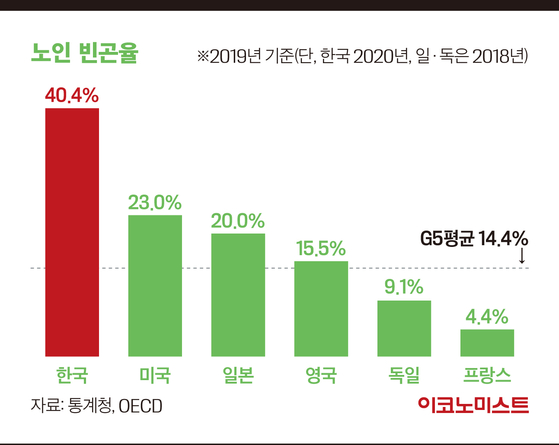 노인 빈곤율 ※2019년 기준(단, 한국 2020년, 일·독은 2018년)
40.4%
23.0%
20.0%
15.5%
G5평균 14.4%
↓
9.1%
4.4%
한국 미국 일본 영국 독일 프랑스
자료: 통계청, OECD 이코노미스트